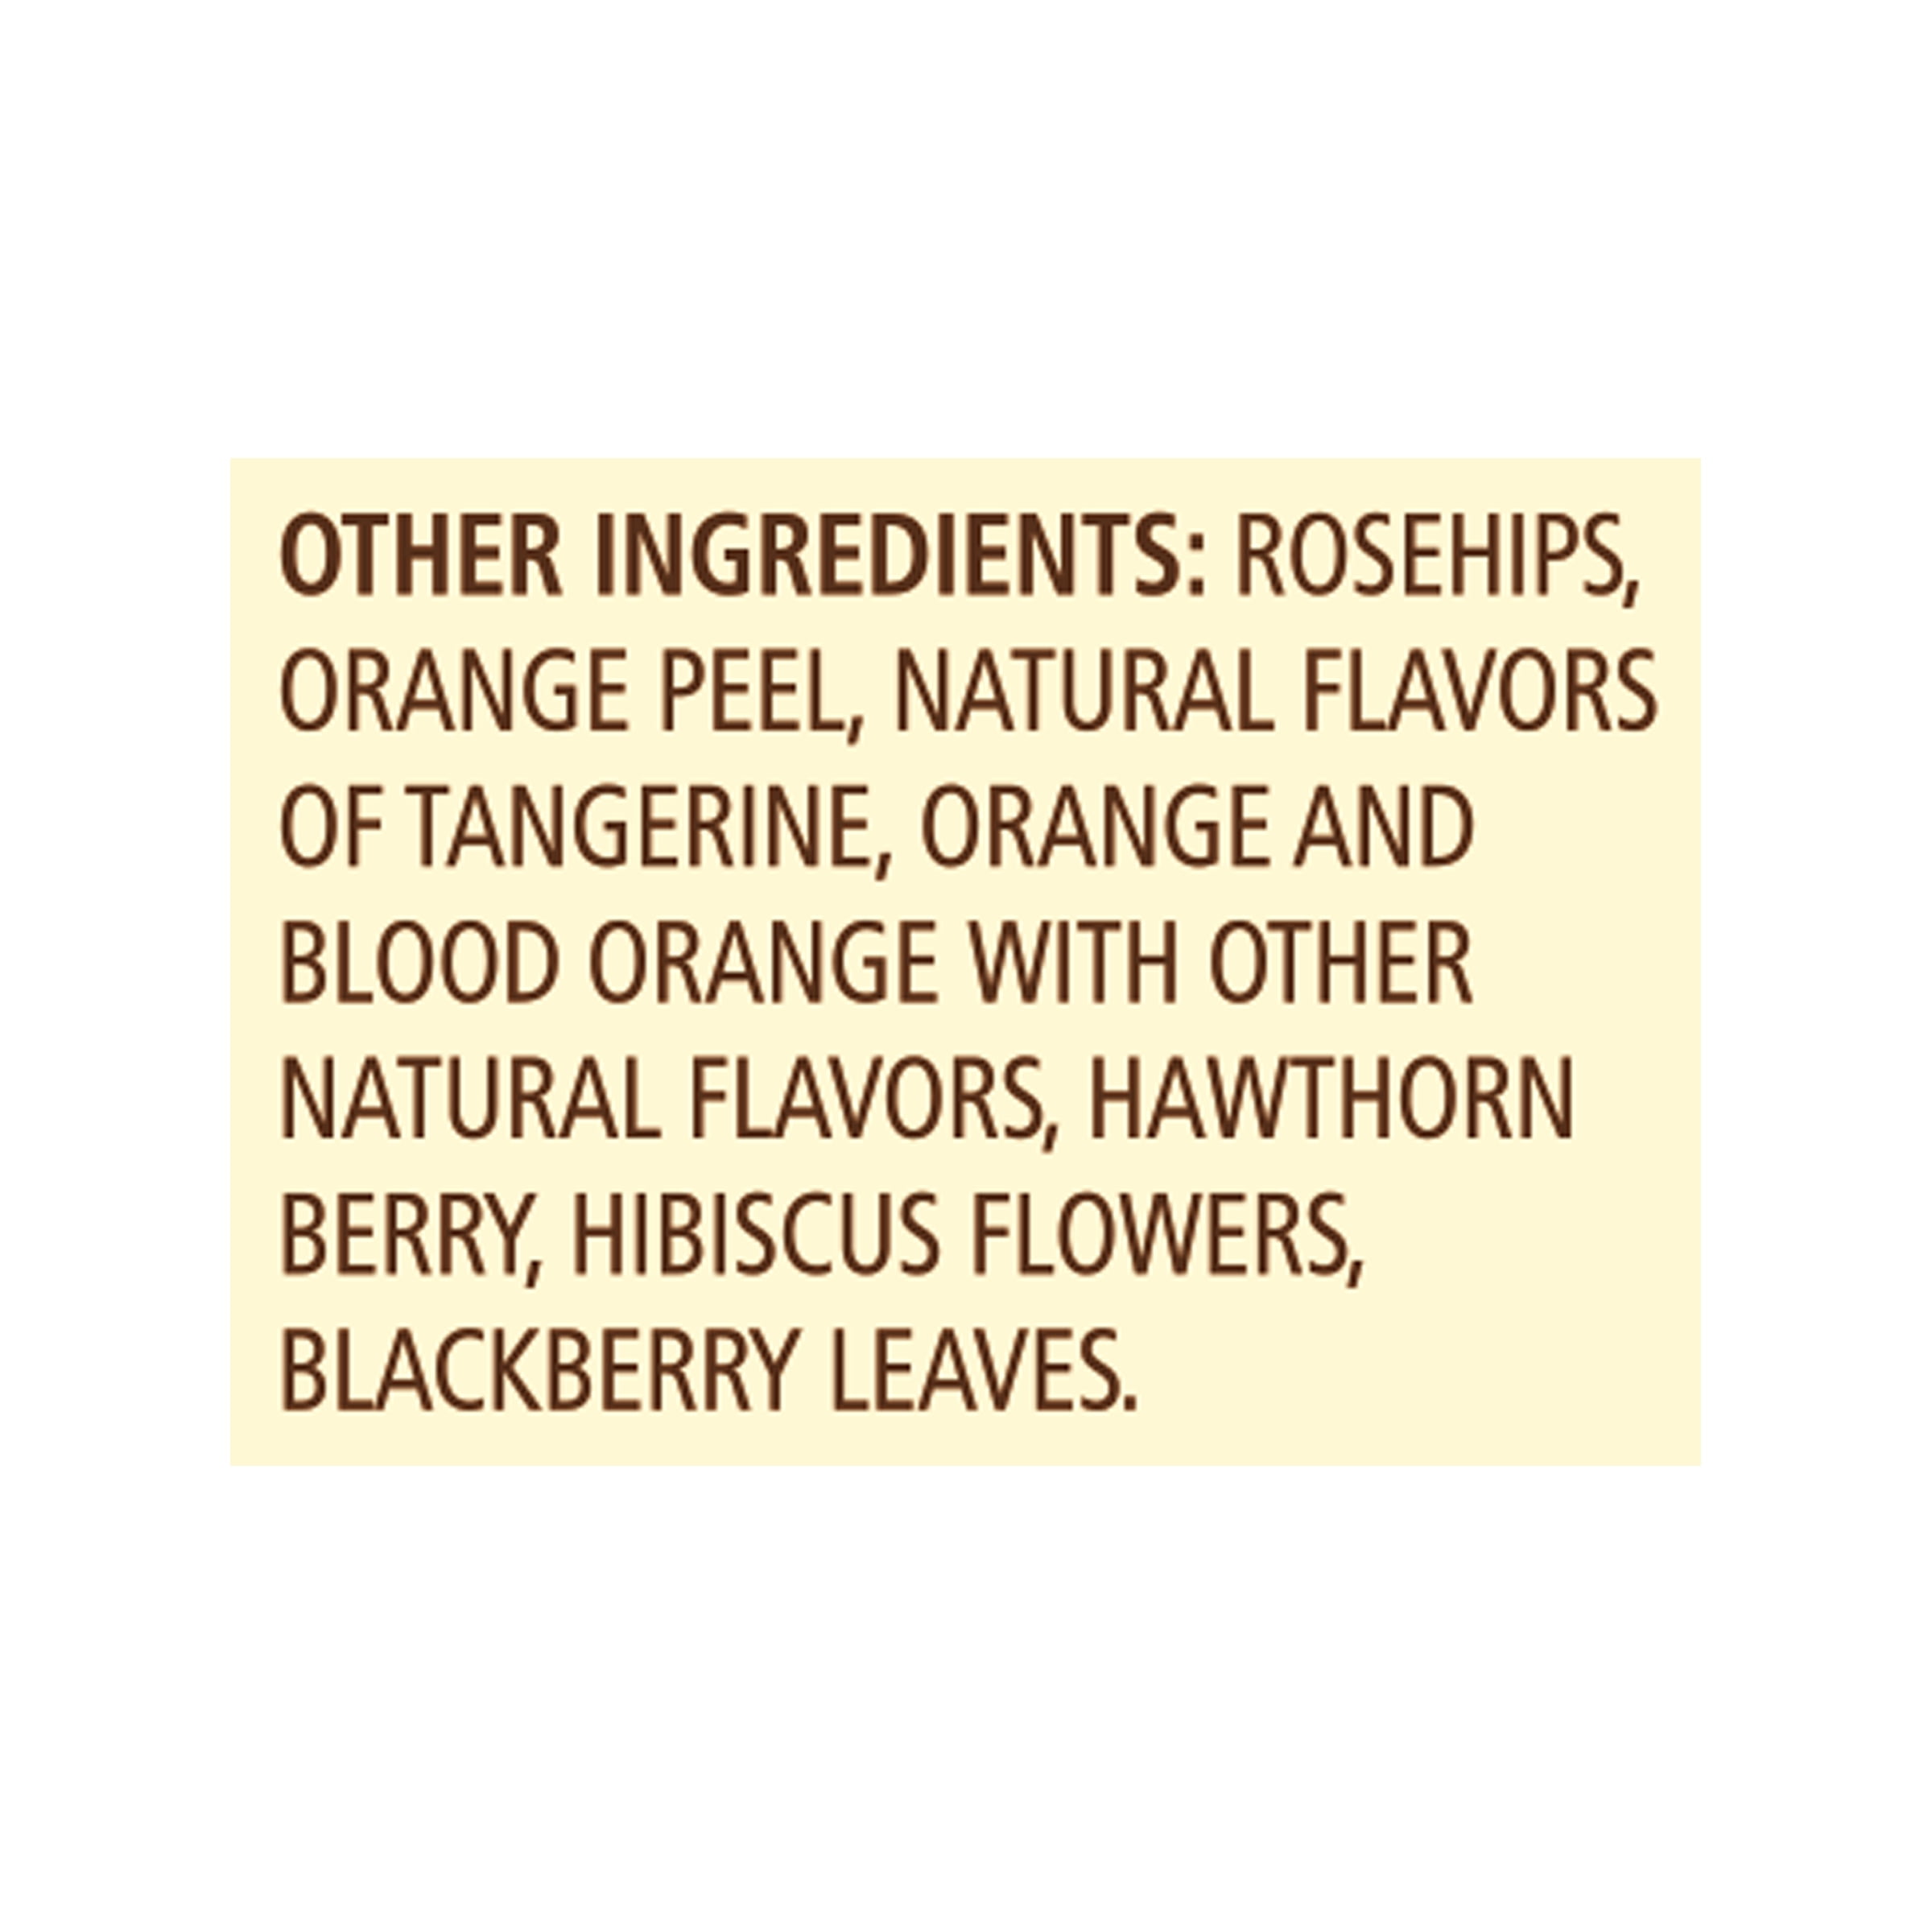 OTHER INGREDIENTS: ROSEHIPS,
ORANGE PEEL, NATURAL FLAVORS
OF TANGERINE, ORANGE AND
BLOOD ORANGE WITH OTHER
NATURAL FLAVORS, HAWTHORN
BERRY, HIBISCUS FLOWERS,
BLACKBERRY LEAVES.